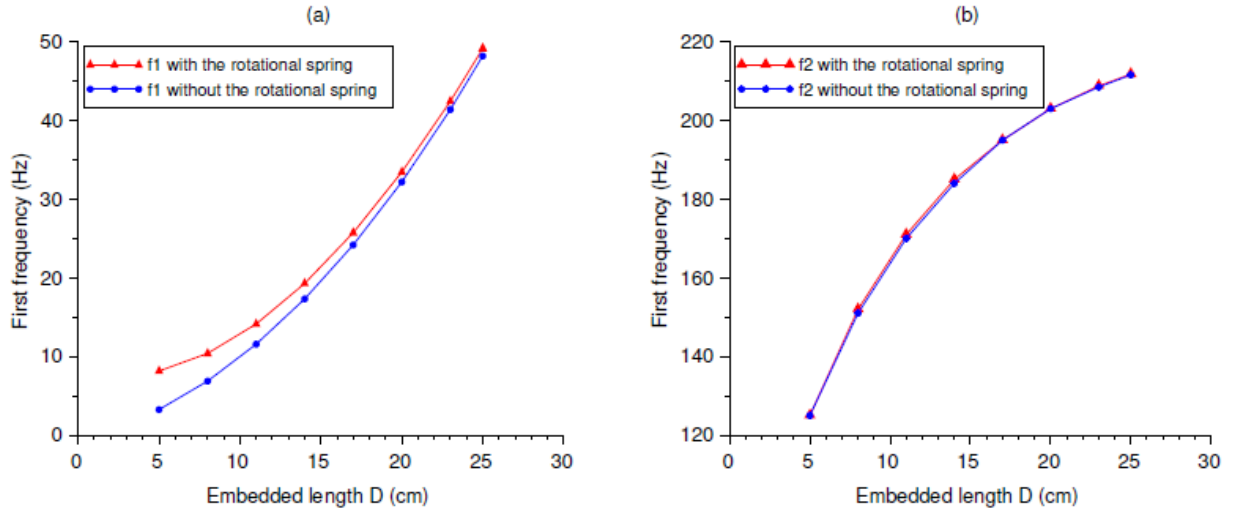 (a)
50
40
30
20
10
0
f1 with the rotational spring
f1 without the rotational spring
First frequency (Hz)
0 5 10 15 20 25 30
Embedded length D (cm)
(b)
220
200
180
160
140
120
f2 with the rotational spring
f2 without the rotational spring
First frequency (Hz)
0 5 10 15 20 25 30
Embedded length D (cm)